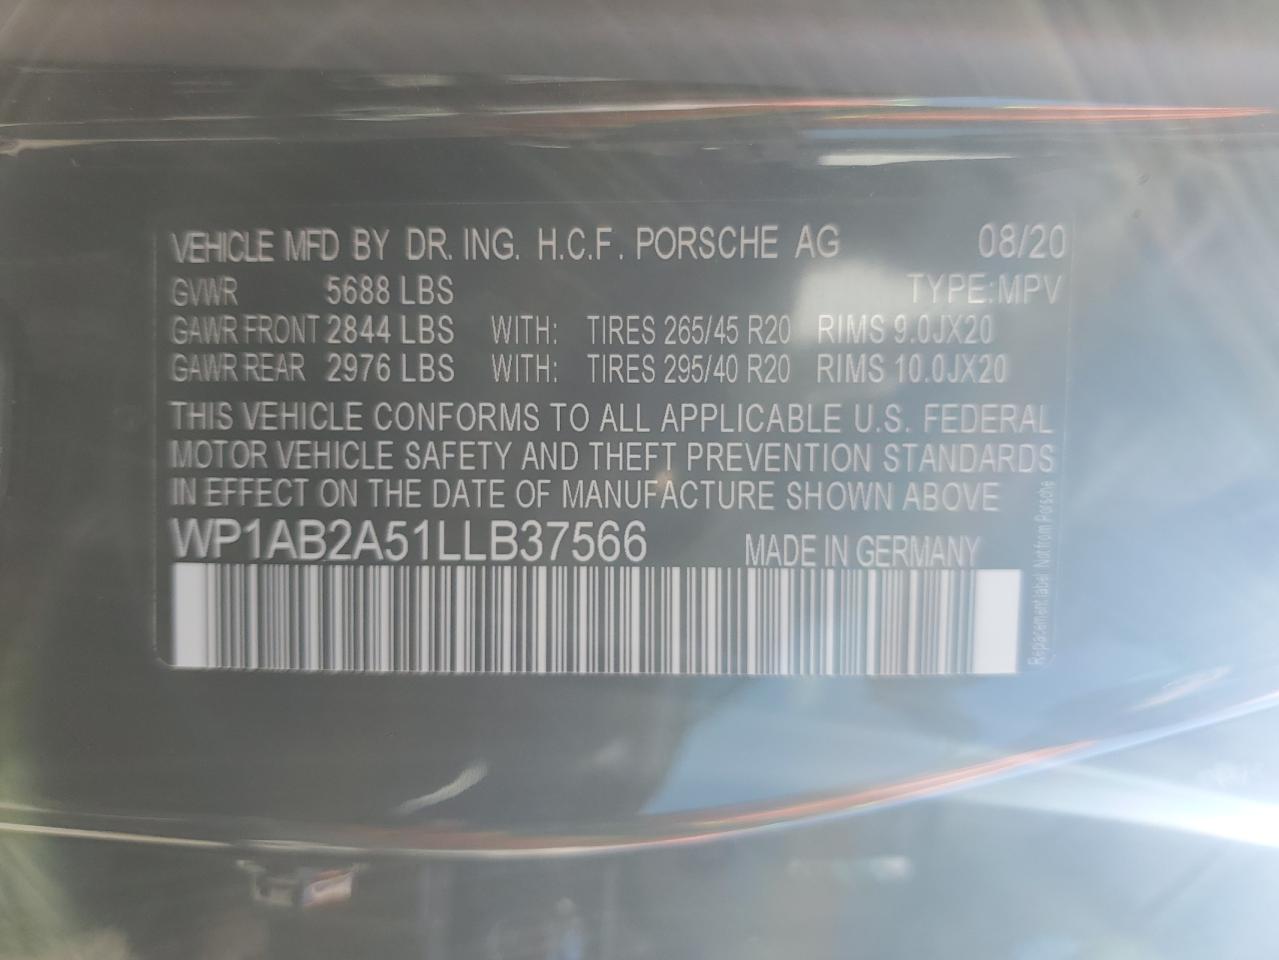 VEHICLE MFD BY DR. ING. H.C.F. PORSCHE AG 08/20
GVWR 5688 LBS TYPE:MPV
GAWR FRONT 2844 LBS WITH: TIRES 265/45 R20 RIMS 9.0JX20
GAWR REAR 2976 LBS WITH: TIRES 295/40 R20 RIMS 10.0JX20
THIS VEHICLE CONFORMS TO ALL APPLICABLE U.S. FEDERAL
MOTOR VEHICLE SAFETY AND THEFT PREVENTION STANDARDS
IN EFFECT ON THE DATE OF MANUFACTURE SHOWN ABOVE
WP1AB2A51LLB37566 MADE IN GERMANY
Repacement label Not from Porsche